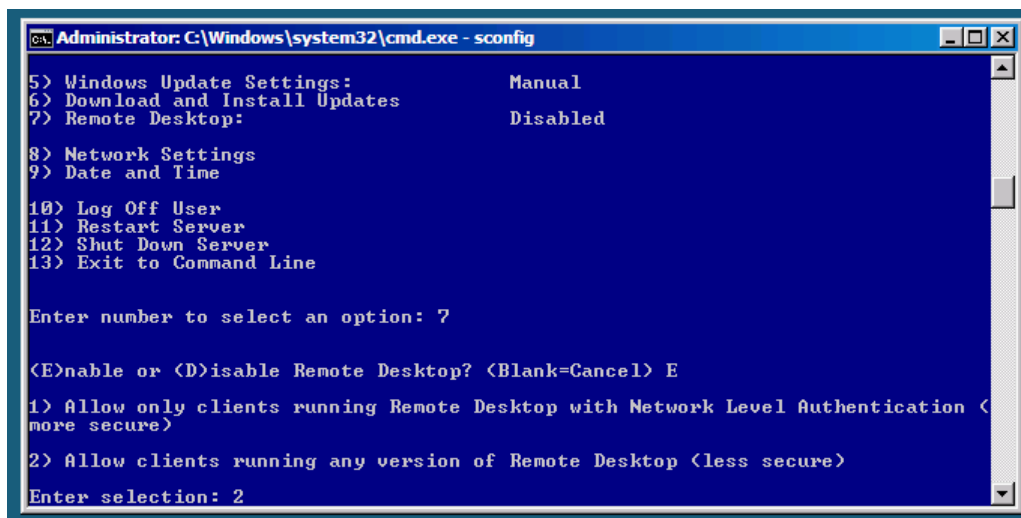 Administrator: C:\Windows\system32\cmd.exe - sconfig
5) Windows Update Settings: Manual
6) Download and Install Updates
7) Remote Desktop: Disabled
8) Network Settings
9) Date and Time
10) Log Off User
11) Restart Server
12) Shut Down Server
13) Exit to Command Line
Enter number to select an option: 7
(E)nable or (D)isable Remote Desktop? (Blank=Cancel) E
1) Allow only clients running Remote Desktop with Network Level Authentication (
more secure)
2) Allow clients running any version of Remote Desktop (less secure)
Enter selection: 2